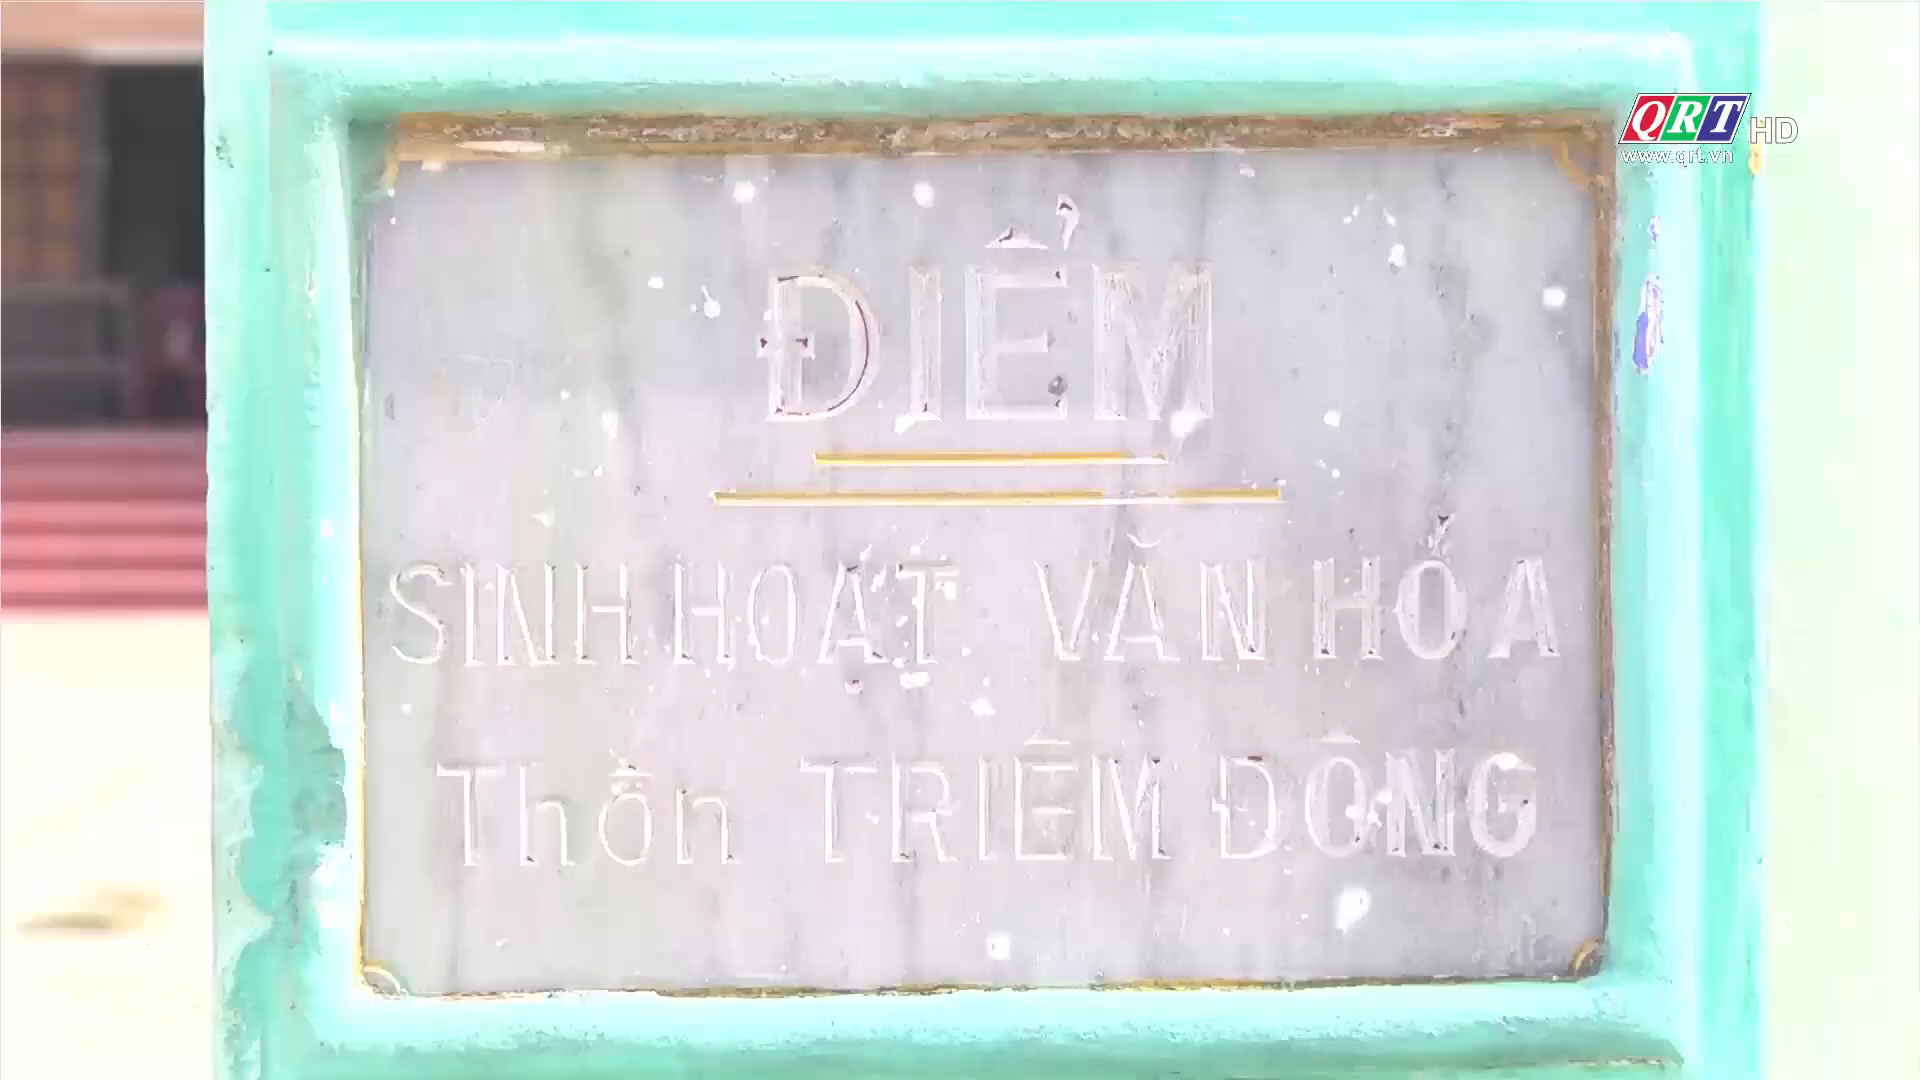 QRT HD
www.qrt.vn
ĐIỂM
SINH HOẠT VĂN HÓA
Thôn TRIÊM ĐÔNG